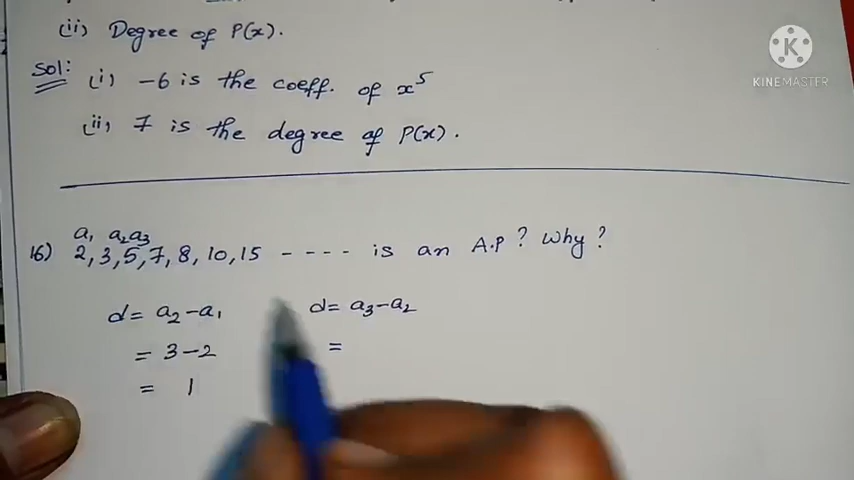 (ii) Degree of P(x).
Sol: (i) -6 is the coeff. of x⁵
(ii) 7 is the degree of P(x).
a₁ a₂ a₃
16) 2, 3, 5, 7, 8, 10, 15 - - - - is an A.P? Why?
d = a₂-a₁ d = a₃-a₂
= 3-2 =
= 1
KINEMASTER